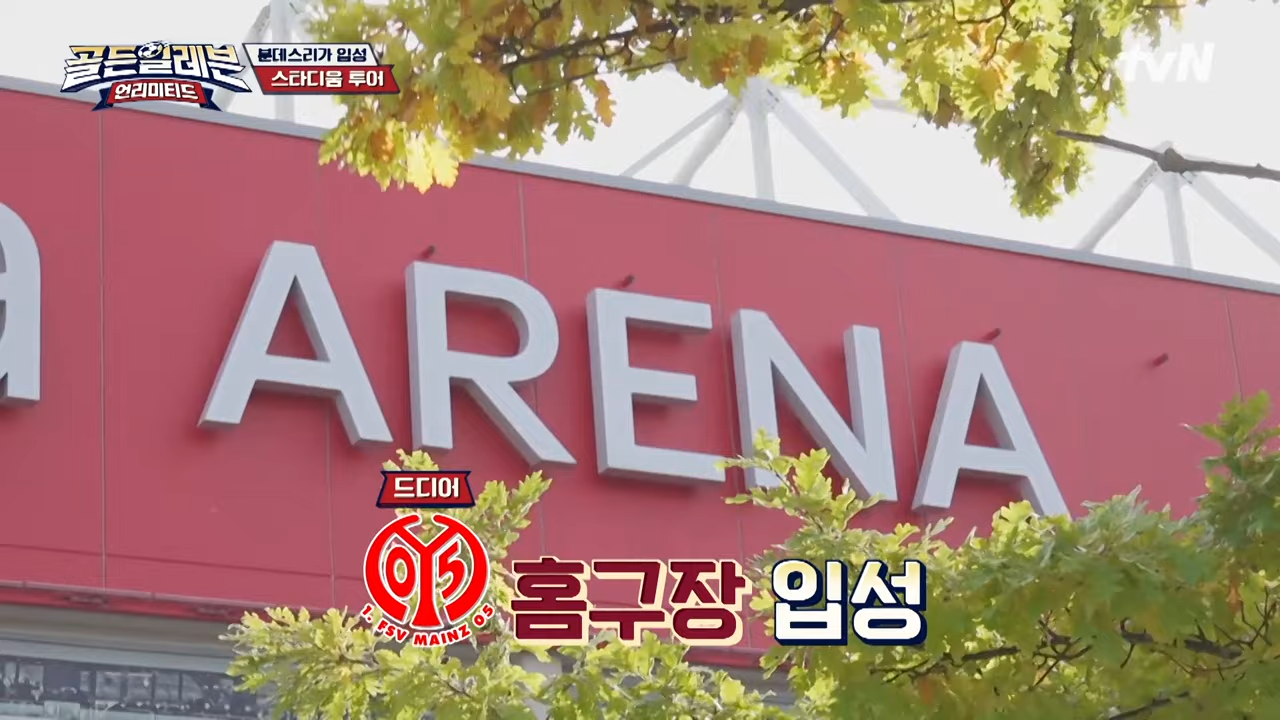 골든일레븐
언리미티드
분데스리가 입성
스타디움 투어
tvN
a ARENA
드디어
05
1. FSV MAINZ 05
홈구장 입성